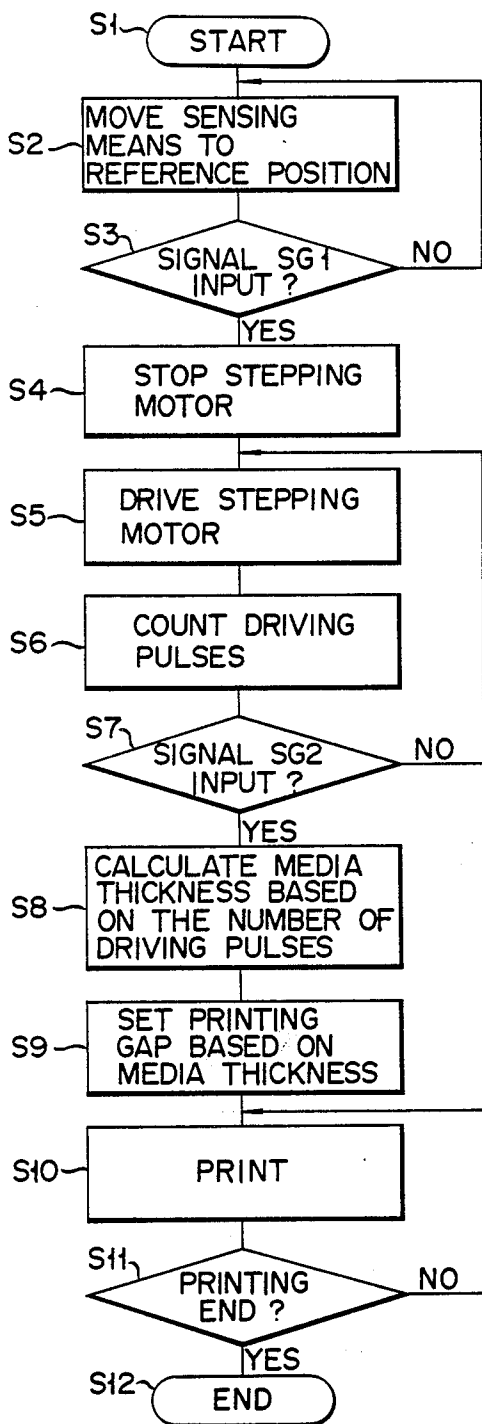 S1
START
S2
MOVE SENSING
MEANS TO
REFERENCE POSITION
S3
SIGNAL SG1
INPUT ?
NO
YES
S4
STOP STEPPING
MOTOR
S5
DRIVE STEPPING
MOTOR
S6
COUNT DRIVING
PULSES
S7
SIGNAL SG2
INPUT ?
NO
YES
S8
CALCULATE MEDIA
THICKNESS BASED
ON THE NUMBER OF
DRIVING PULSES
S9
SET PRINTING
GAP BASED ON
MEDIA THICKNESS
S10
PRINT
S11
PRINTING
END ?
NO
YES
S12
END